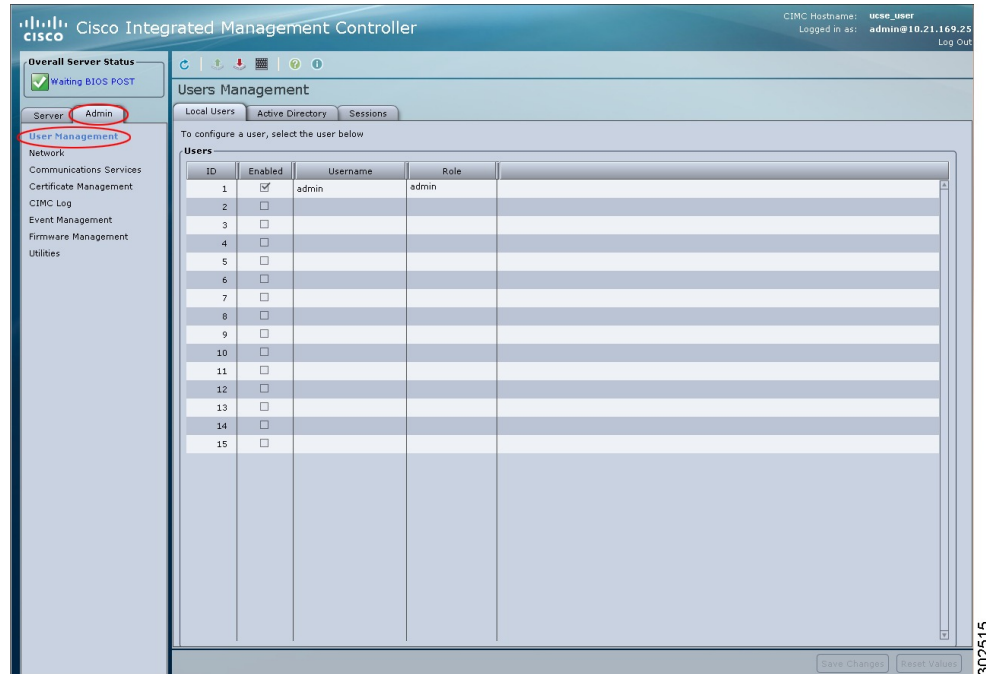 CISCO
Cisco Integrated Management Controller
CIMC Hostname: ucse_user
Logged in as: admin@10.21.169.25
Log Out
Overall Server Status
Waiting BIOS POST
Server
Admin
User Management
Network
Communications Services
Certificate Management
CIMC Log
Event Management
Firmware Management
Utilities
Users Management
Local Users
Active Directory
Sessions
To configure a user, select the user below
Users
ID Enabled Username Role
1 admin admin
2
3
4
5
6
7
8
9
10
11
12
13
14
15
Save Changes
Reset Values
302515